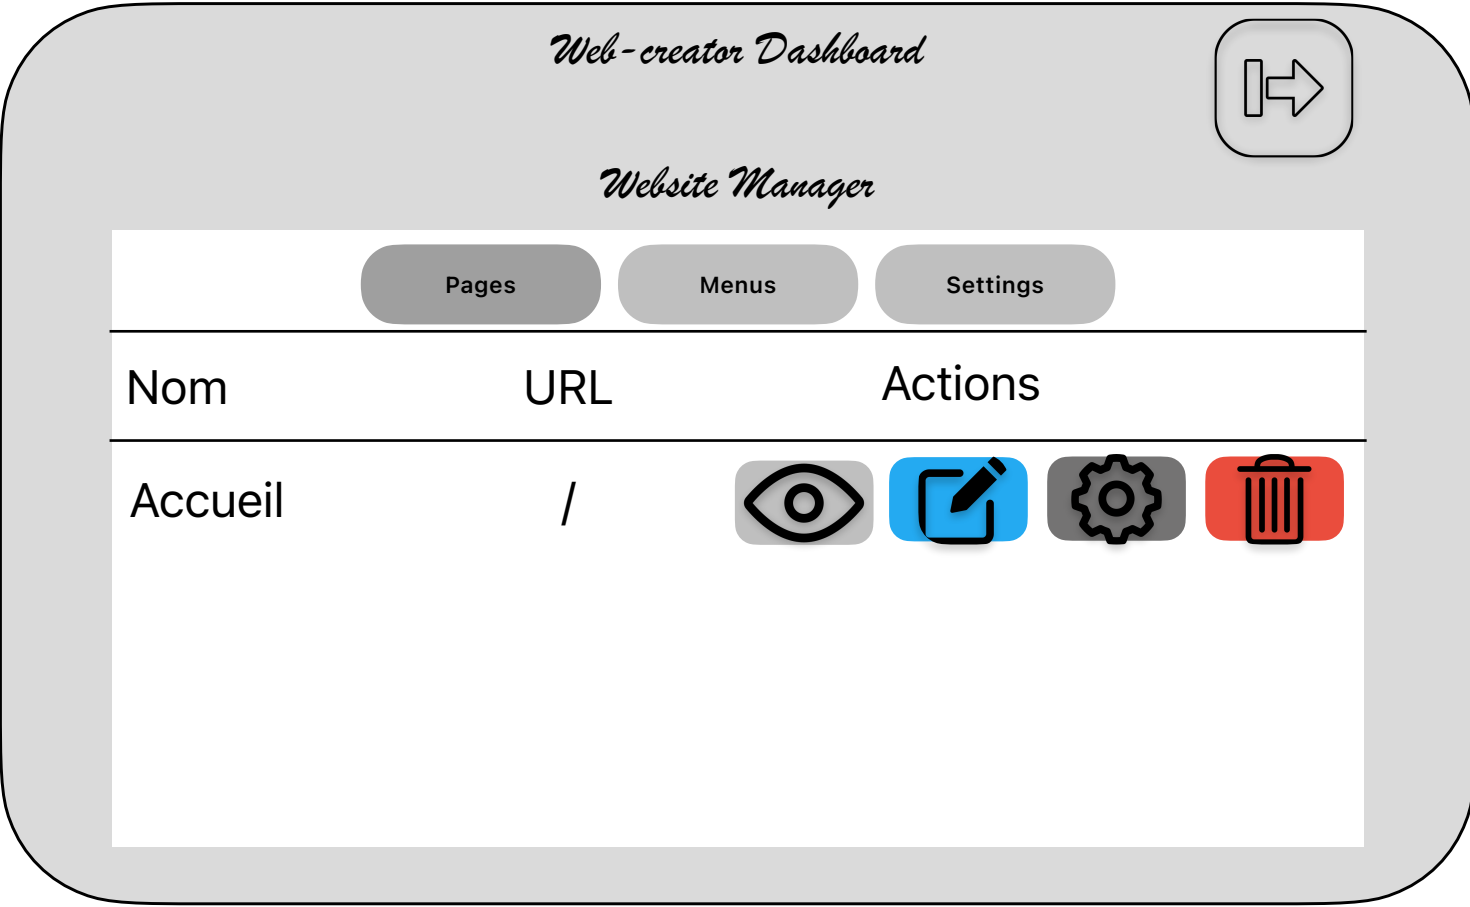 Web-creator Dashboard
Website Manager
Pages Menus Settings
Nom URL Actions
Accueil /